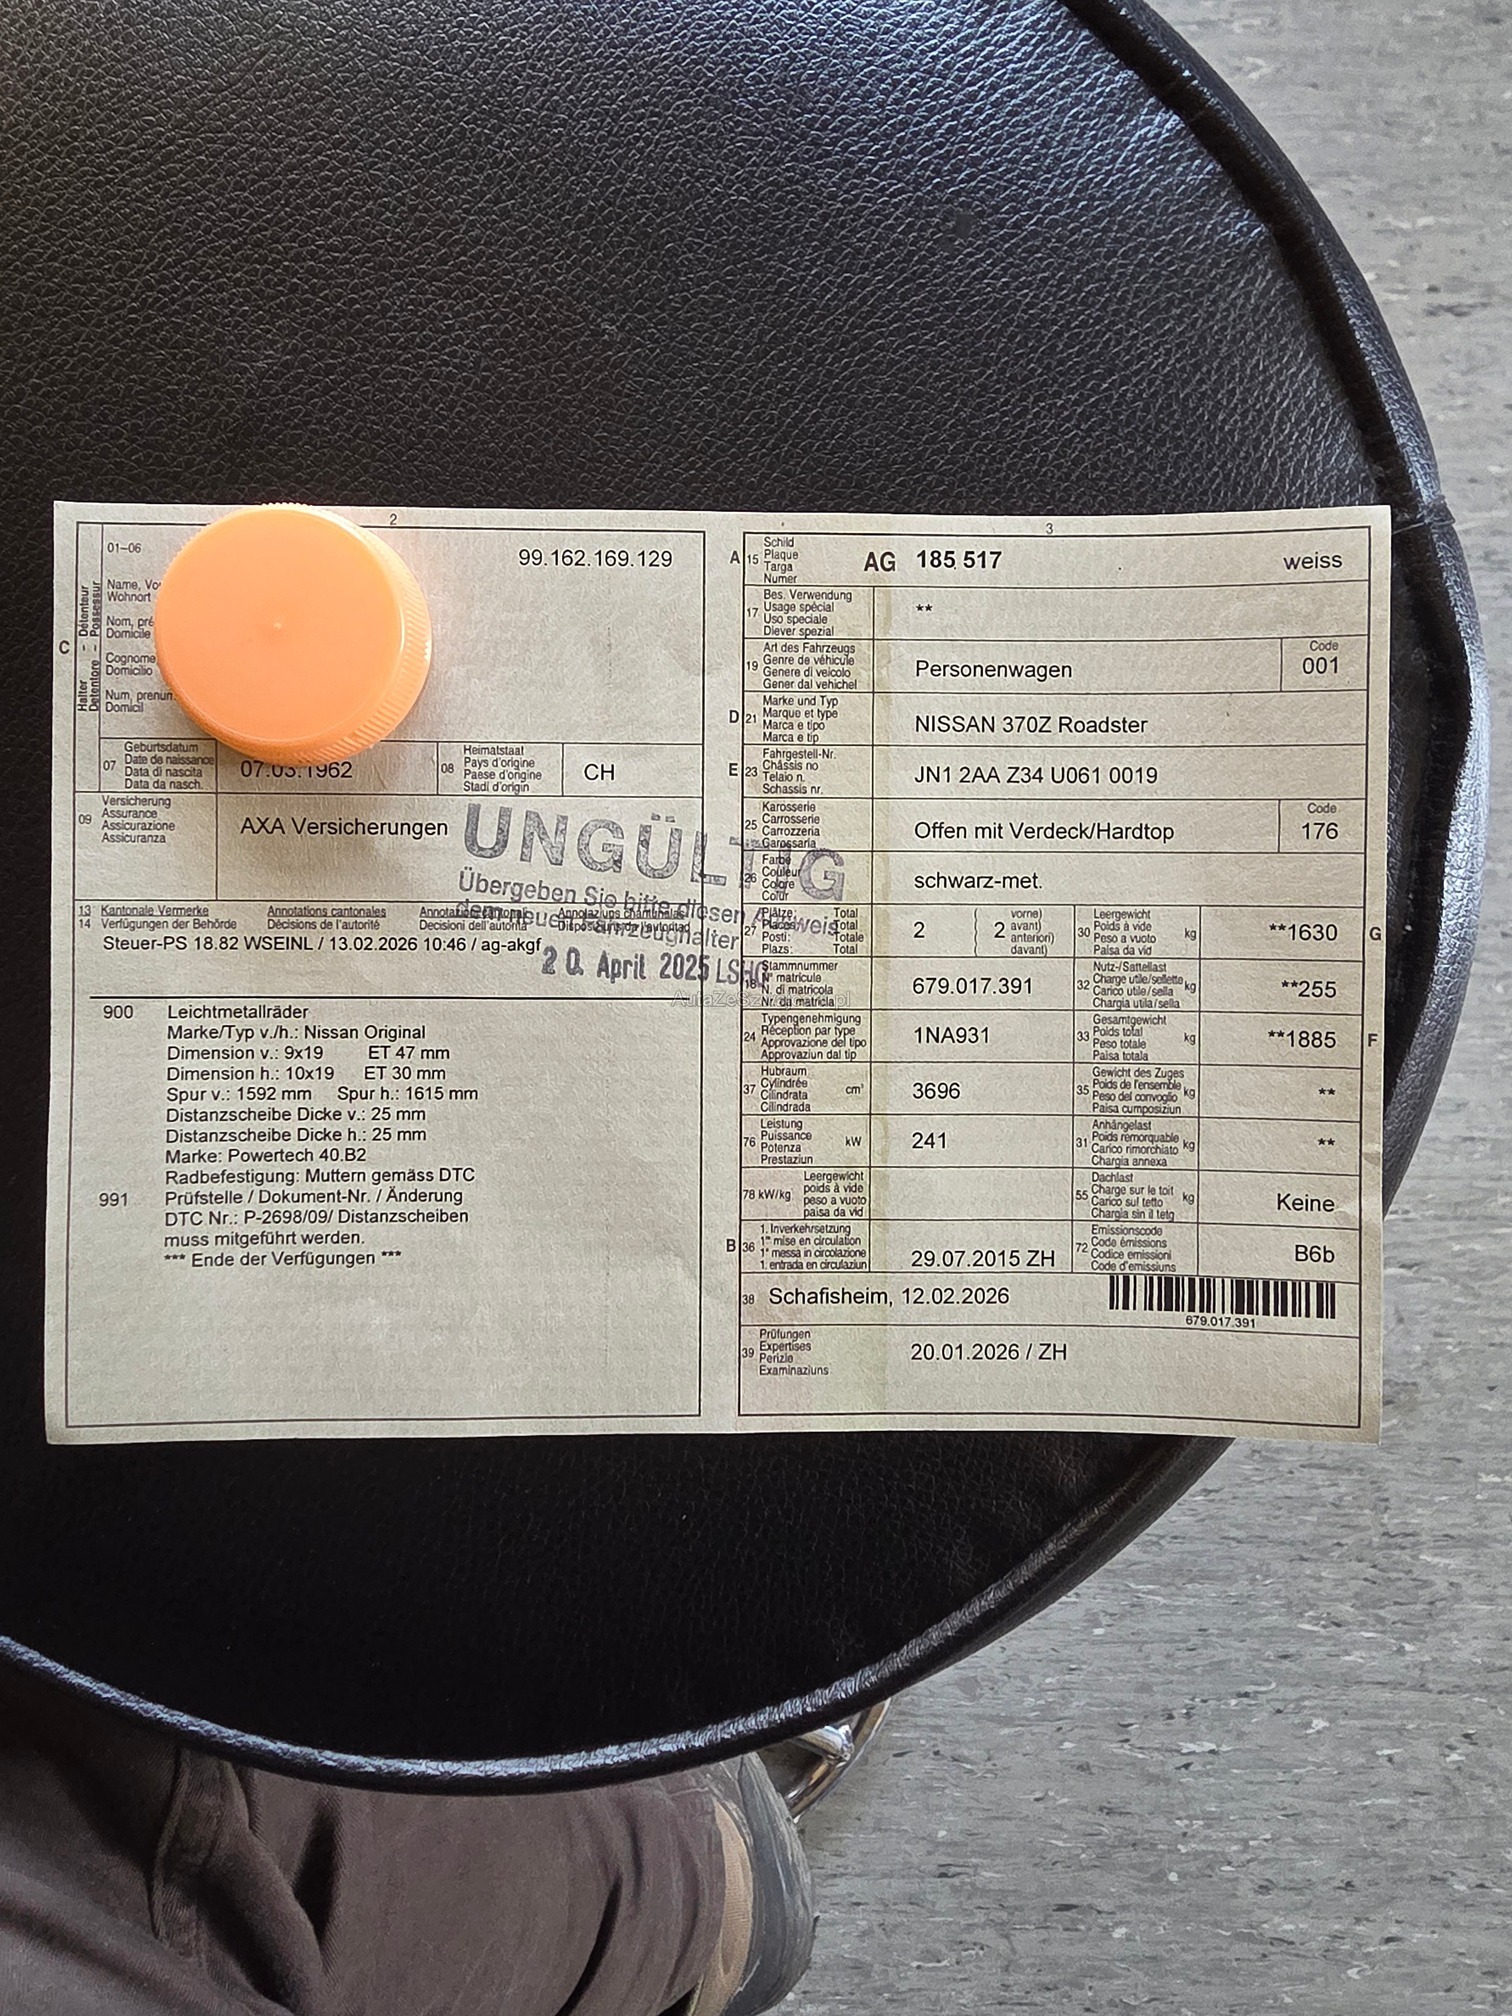 2
01–06
99.162.169.129
C
Halter - Détenteur
Detentore - Possessur
Name, Vo
Wohnort
Nom, pré
Domicile
Cognome
Domicilio
Num, prenum
Domicil
07
Geburtsdatum
Date de naissance
Data di nascita
Data da nasch.
07.03.1962
08
Heimatstaat
Pays d'origine
Paese d'origine
Stadi d'origin
CH
09
Versicherung
Assurance
Assicurazione
Assicuranza
AXA Versicherungen
UNGÜLTIG
Übergeben Sie bitte diesen Ausweis
dem neuen Fahrzeughalter
20. April 2025 LSHC
13 Kantonale Vermerke Annotations cantonales Annotazioni cantonali Annotaziuns chantunalas
14 Verfügungen der Behörde Décisions de l'autorité Decisioni dell'autorità Disposiziuns da l'autoritad
Steuer-PS 18.82 WSEINL / 13.02.2026 10:46 / ag-akgf
900 Leichtmetallräder
Marke/Typ v./h.: Nissan Original
Dimension v.: 9x19 ET 47 mm
Dimension h.: 10x19 ET 30 mm
Spur v.: 1592 mm Spur h.: 1615 mm
Distanzscheibe Dicke v.: 25 mm
Distanzscheibe Dicke h.: 25 mm
Marke: Powertech 40.B2
Radbefestigung: Muttern gemäss DTC
991 Prüfstelle / Dokument-Nr. / Änderung
DTC Nr.: P-2698/09/ Distanzscheiben
muss mitgeführt werden.
*** Ende der Verfügungen ***
3
A 15
Schild
Plaque
Targa
Numer
AG 185 517 weiss
17
Bes. Verwendung
Usage spécial
Uso speciale
Diever spezial
**
19
Art des Fahrzeugs
Genre de véhicule
Genere di veicolo
Gener dal vehichel
Personenwagen
Code
001
D 21
Marke und Typ
Marque et type
Marca e tipo
Marca e tip
NISSAN 370Z Roadster
E 23
Fahrgestell-Nr.
Châssis no
Telaio n.
Schassis nr.
JN1 2AA Z34 U061 0019
25
Karosserie
Carrosserie
Carrozzeria
Carossaria
Offen mit Verdeck/Hardtop
Code
176
26
Farbe
Couleur
Colore
Colur
schwarz-met.
27
Plätze: Total
Places: Total
Posti: Totale
Plazs: Total
2
( 2
vorne)
avant)
anteriori)
davant)
30
Leergewicht
Poids à vide
Peso a vuoto
Paisa da vid
kg
**1630
G
18
Stammnummer
N° matricule
N. di matricola
Nr. da matricla
679.017.391
32
Nutz-/Sattellast
Charge utile/sellette
Carico utile/sella
Chargia utila/sella
kg
**255
24
Typengenehmigung
Réception par type
Approvazione del tipo
Approvaziun dal tip
1NA931
33
Gesamtgewicht
Poids total
Peso totale
Paisa totala
kg
**1885
F
37
Hubraum
Cylindrée
Cilindrata
Cilindrada
cm³
3696
35
Gewicht des Zuges
Poids de l'ensemble
Peso del convoglio
Paisa cumposiziun
kg
**
76
Leistung
Puissance
Potenza
Prestaziun
kW
241
31
Anhängelast
Poids remorquable
Carico rimorchiato
Chargia annexa
kg
**
78 kW/kg
Leergewicht
poids à vide
peso a vuoto
paisa da vid
55
Dachlast
Charge sur le toit
Carico sul tetto
Chargia sin il tetg
kg
Keine
B 36
1. Inverkehrsetzung
1re mise en circulation
1a messa in circolazione
1. entrada en circulaziun
29.07.2015 ZH
72
Emissionscode
Code émissions
Codice emissioni
Code d'emissiuns
B6b
38 Schafisheim, 12.02.2026
679.017.391
39
Prüfungen
Expertises
Perizie
Examinaziuns
20.01.2026 / ZH